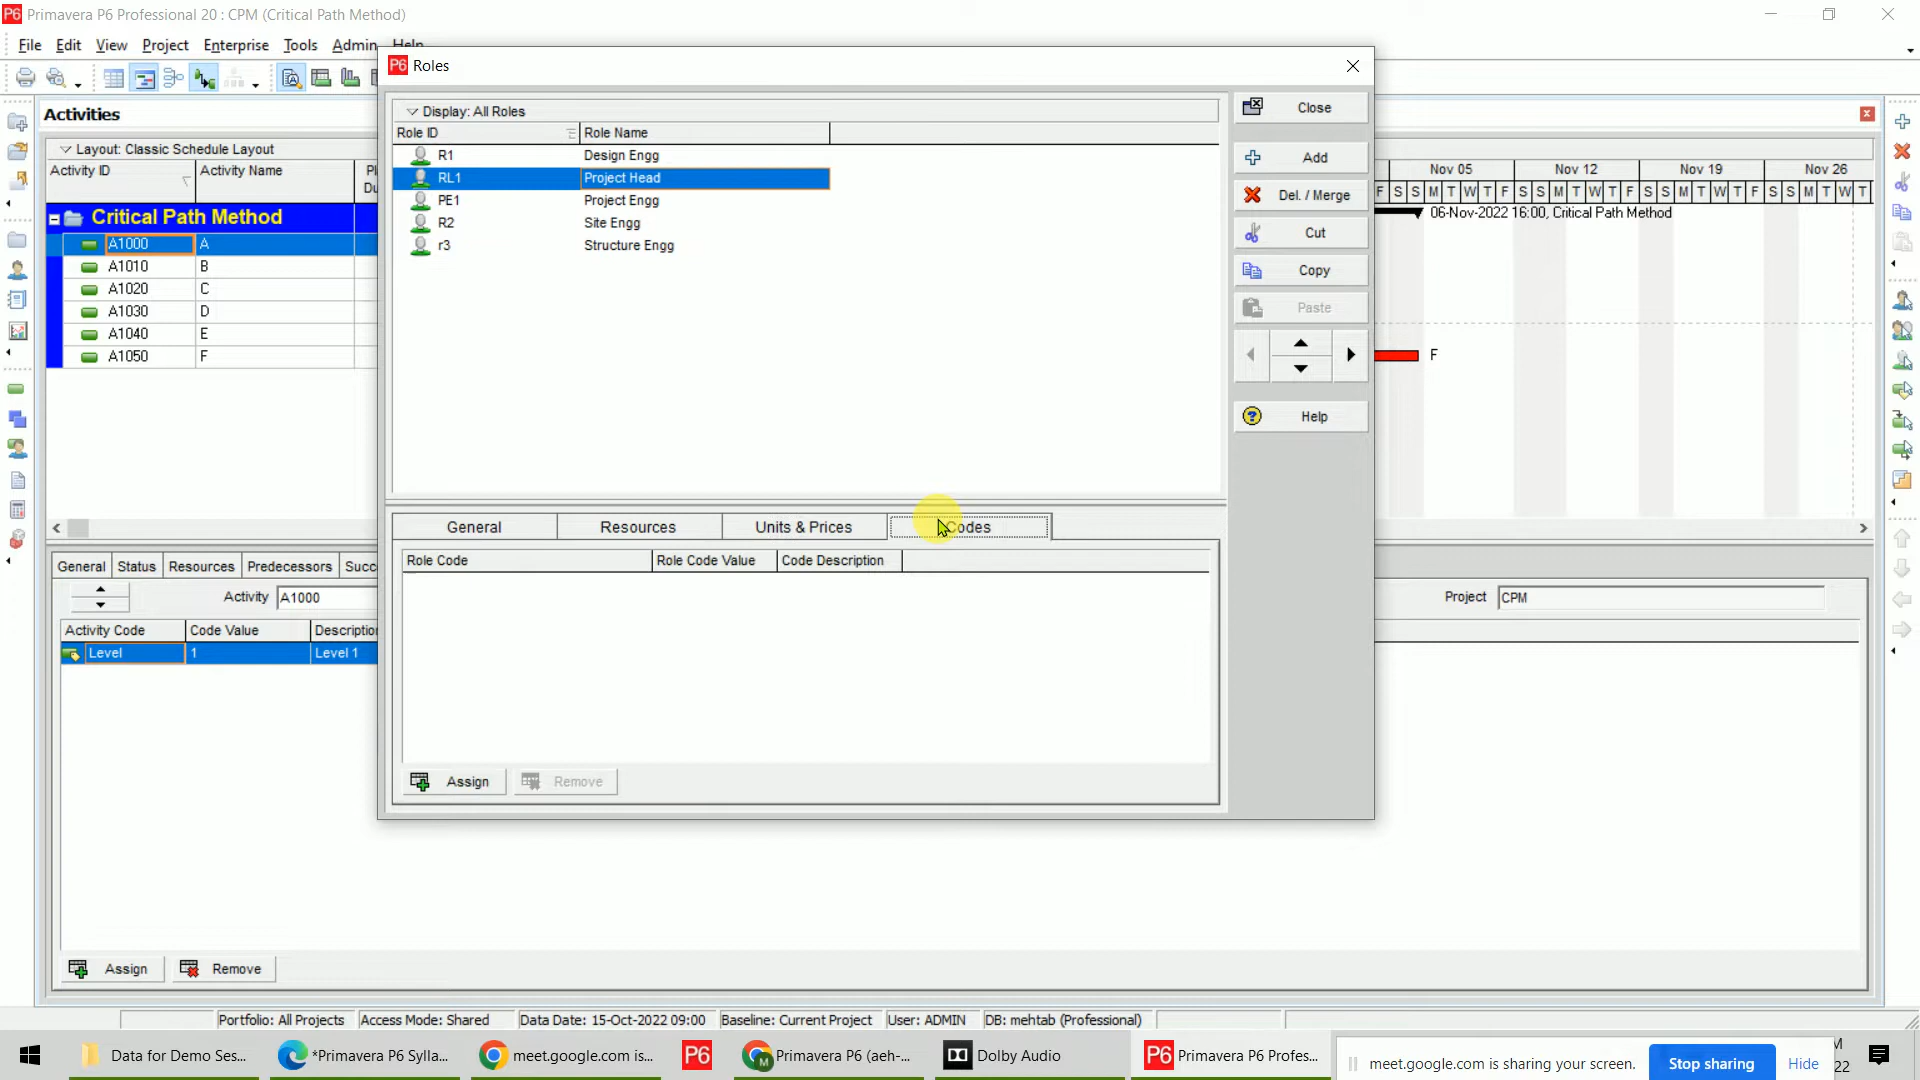 Primavera P6 Professional 20 : CPM (Critical Path Method)
File Edit View Project Enterprise Tools Admin Help
P6 Roles
Activities
Layout: Classic Schedule Layout
Activity ID Activity Name
Critical Path Method
A1000 A
A1010 B
A1020 C
A1030 D
A1040 E
A1050 F
Display: All Roles
Role ID Role Name
R1 Design Engg
RL1 Project Head
PE1 Project Engg
R2 Site Engg
r3 Structure Engg
Close
Add
Del. / Merge
Cut
Copy
Paste
Help
Nov 05 Nov 12 Nov 19 Nov 26
F S S M T W T F S S M T W T F S S M T W T F S S M T W T
06-Nov-2022 16:00, Critical Path Method
F
General Resources Units & Prices Codes
Role Code Role Code Value Code Description
Assign Remove
General Status Resources Predecessors
Activity A1000
Project CPM
Activity Code Code Value
Level 1 Level 1
Assign Remove
Portfolio: All Projects Access Mode: Shared Data Date: 15-Oct-2022 09:00 Baseline: Current Project User: ADMIN DB: mehtab (Professional)
Data for Demo Ses... *Primavera P6 Sylla... meet.google.com is... P6 Primavera P6 (aeh-... Dolby Audio P6 Primavera P6 Profes...
meet.google.com is sharing your screen. Stop sharing Hide